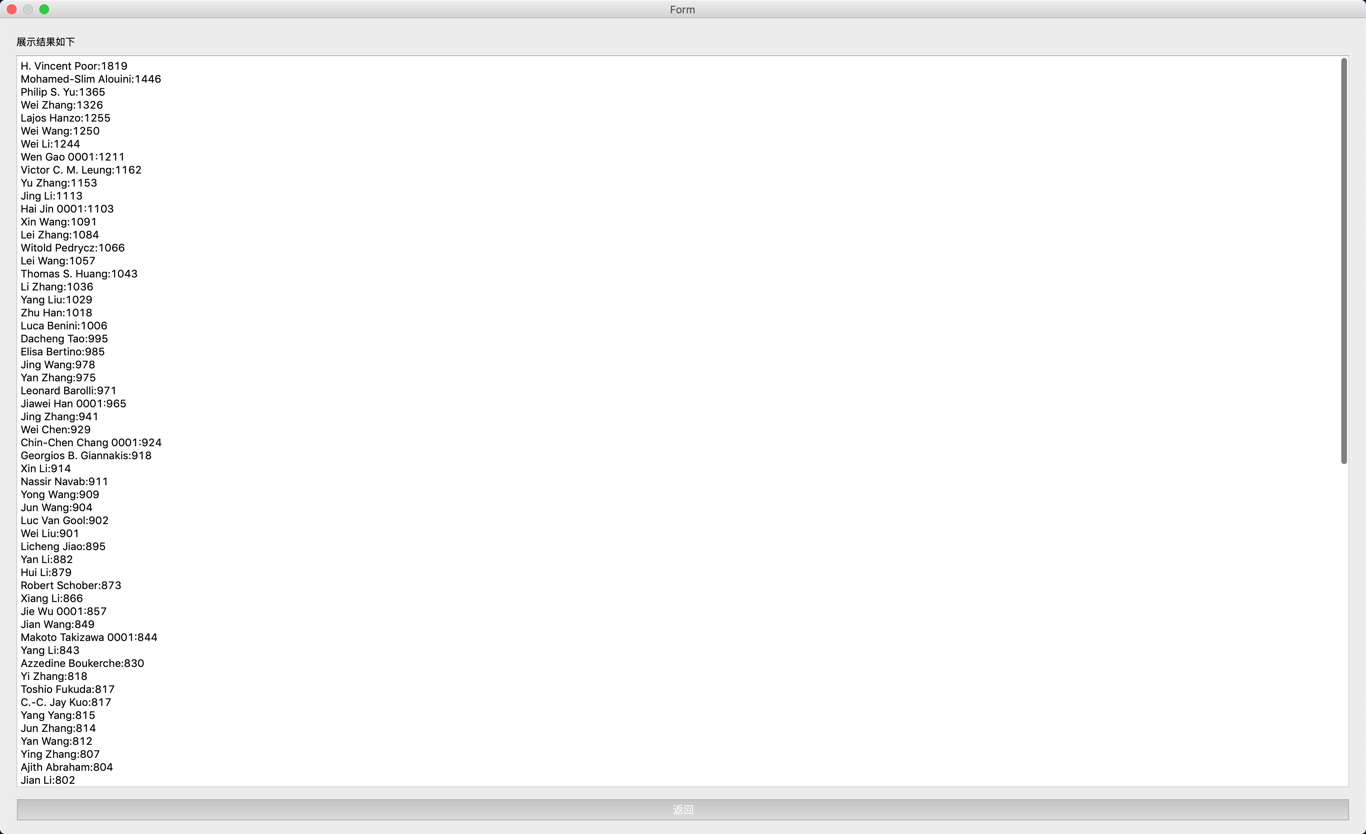 Form
展示结果如下
H. Vincent Poor:1819
Mohamed-Slim Alouini:1446
Philip S. Yu:1365
Wei Zhang:1326
Lajos Hanzo:1255
Wei Wang:1250
Wei Li:1244
Wen Gao 0001:1211
Victor C. M. Leung:1162
Yu Zhang:1153
Jing Li:1113
Hai Jin 0001:1103
Xin Wang:1091
Lei Zhang:1084
Witold Pedrycz:1066
Lei Wang:1057
Thomas S. Huang:1043
Li Zhang:1036
Yang Liu:1029
Zhu Han:1018
Luca Benini:1006
Dacheng Tao:995
Elisa Bertino:985
Jing Wang:978
Yan Zhang:975
Leonard Barolli:971
Jiawei Han 0001:965
Jing Zhang:941
Wei Chen:929
Chin-Chen Chang 0001:924
Georgios B. Giannakis:918
Xin Li:914
Nassir Navab:911
Yong Wang:909
Jun Wang:904
Luc Van Gool:902
Wei Liu:901
Licheng Jiao:895
Yan Li:882
Hui Li:879
Robert Schober:873
Xiang Li:866
Jie Wu 0001:857
Jian Wang:849
Makoto Takizawa 0001:844
Yang Li:843
Azzedine Boukerche:830
Yi Zhang:818
Toshio Fukuda:817
C.-C. Jay Kuo:817
Yang Yang:815
Jun Zhang:814
Yan Wang:812
Ying Zhang:807
Ajith Abraham:804
Jian Li:802
返回